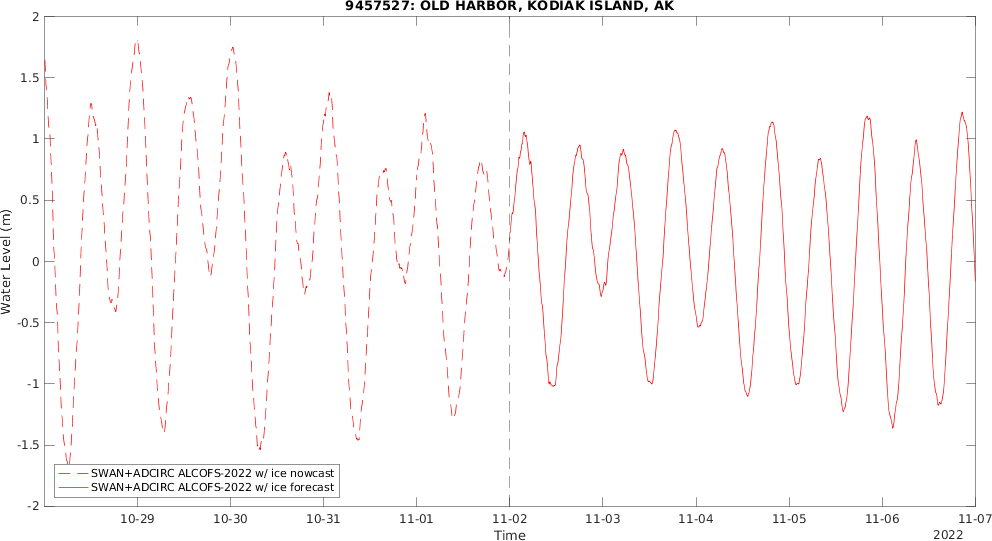 9457527: OLD HARBOR, KODIAK ISLAND, AK
Water Level (m)
2
1.5
1
0.5
0
-0.5
-1
-1.5
-2
SWAN+ADCIRC ALCOFS-2022 w/ ice nowcast
SWAN+ADCIRC ALCOFS-2022 w/ ice forecast
10-29 10-30 10-31 11-01 11-02 11-03 11-04 11-05 11-06 11-07
Time
2022